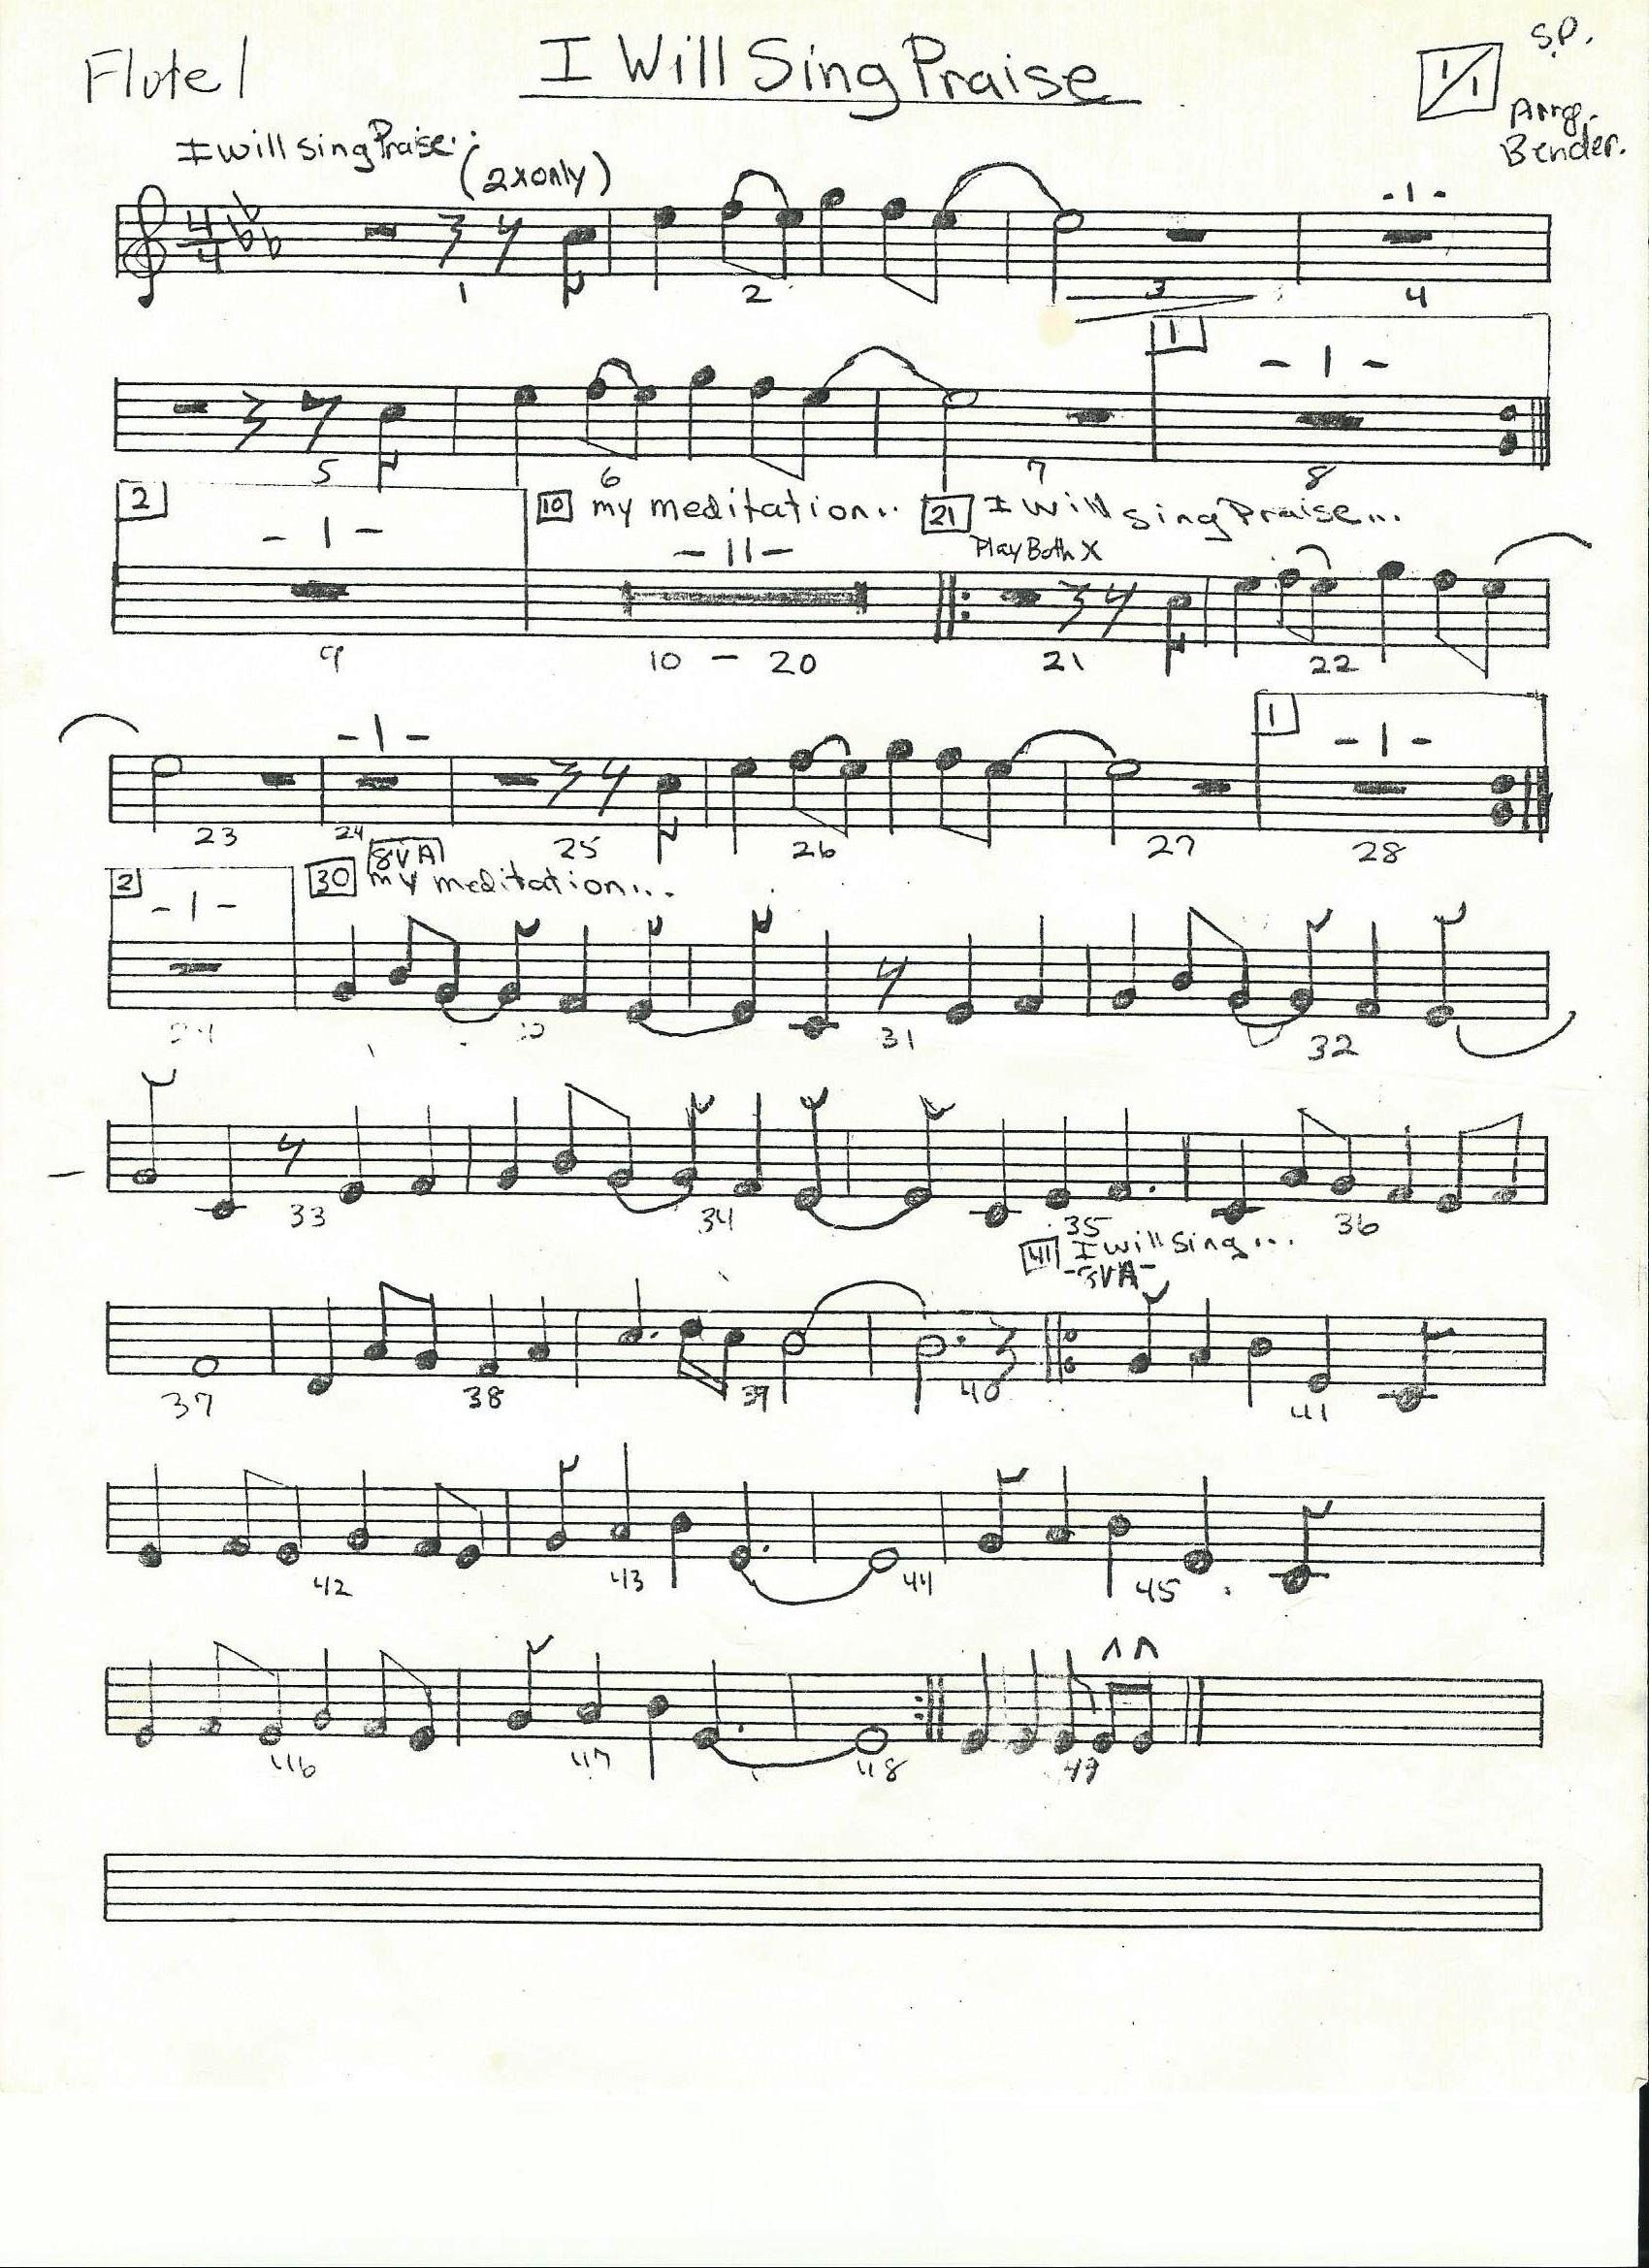 Flute 1
I Will Sing Praise
1/1
S.P.
Arrg.
Bender.
I will sing Praise..
(2x only)
4/4
-1-
1 2 3 4
1
- 1 -
5 6 7 8
2
- 1 -
10 my meditation..
- 11 -
21 I Will Sing Praise...
Play Both X
9 10 - 20 21 22
-1-
1
-1-
23 24 25 26 27 28
2
-1-
30 8VA
my meditation...
31 32
33 34 35 36
41 I will Sing...
37 38 39 40 41
42 43 44 45
46 47 48 49